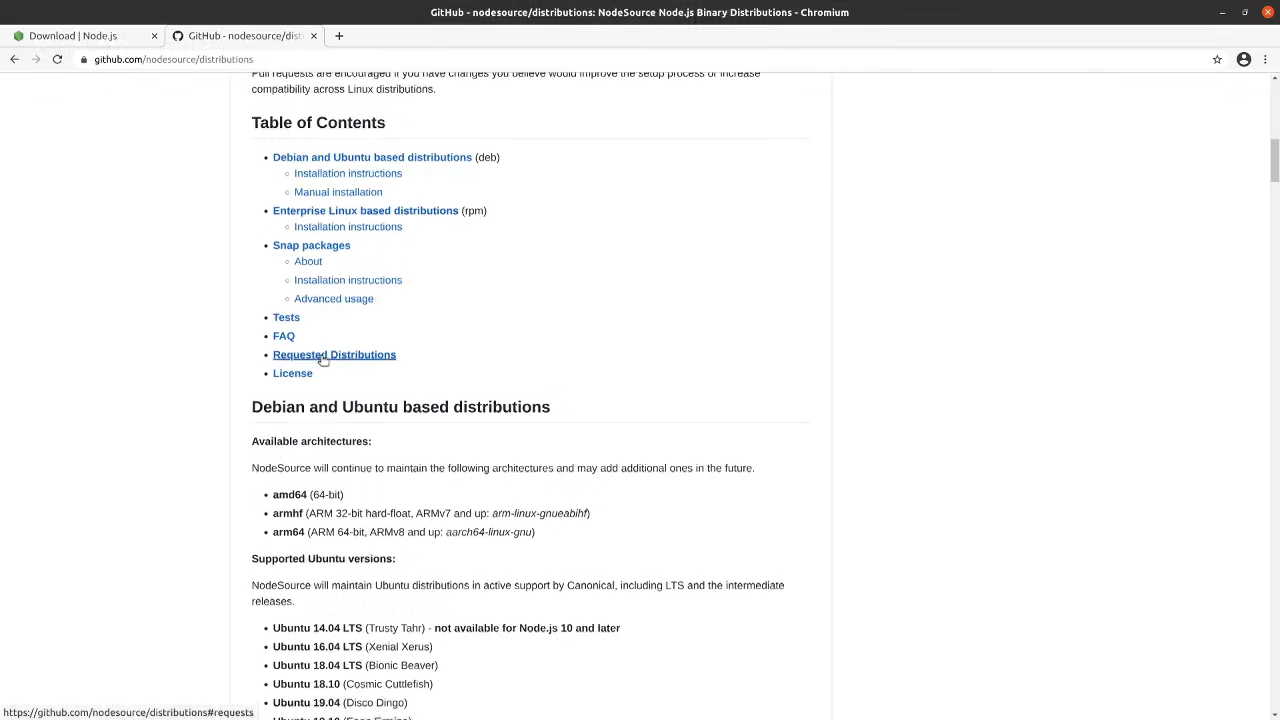 GitHub - nodesource/distributions: NodeSource Node.js Binary Distributions - Chromium
Download | Node.js
GitHub - nodesource/dist
github.com/nodesource/distributions
Pull requests are encouraged if you have changes you believe would improve the setup process or increase
compatibility across Linux distributions.
Table of Contents
Debian and Ubuntu based distributions (deb)
Installation instructions
Manual installation
Enterprise Linux based distributions (rpm)
Installation instructions
Snap packages
About
Installation instructions
Advanced usage
Tests
FAQ
Requested Distributions
License
Debian and Ubuntu based distributions
Available architectures:
NodeSource will continue to maintain the following architectures and may add additional ones in the future.
amd64 (64-bit)
armhf (ARM 32-bit hard-float, ARMv7 and up: arm-linux-gnueabihf)
arm64 (ARM 64-bit, ARMv8 and up: aarch64-linux-gnu)
Supported Ubuntu versions:
NodeSource will maintain Ubuntu distributions in active support by Canonical, including LTS and the intermediate
releases.
Ubuntu 14.04 LTS (Trusty Tahr) - not available for Node.js 10 and later
Ubuntu 16.04 LTS (Xenial Xerus)
Ubuntu 18.04 LTS (Bionic Beaver)
Ubuntu 18.10 (Cosmic Cuttlefish)
Ubuntu 19.04 (Disco Dingo)
https://github.com/nodesource/distributions#requests